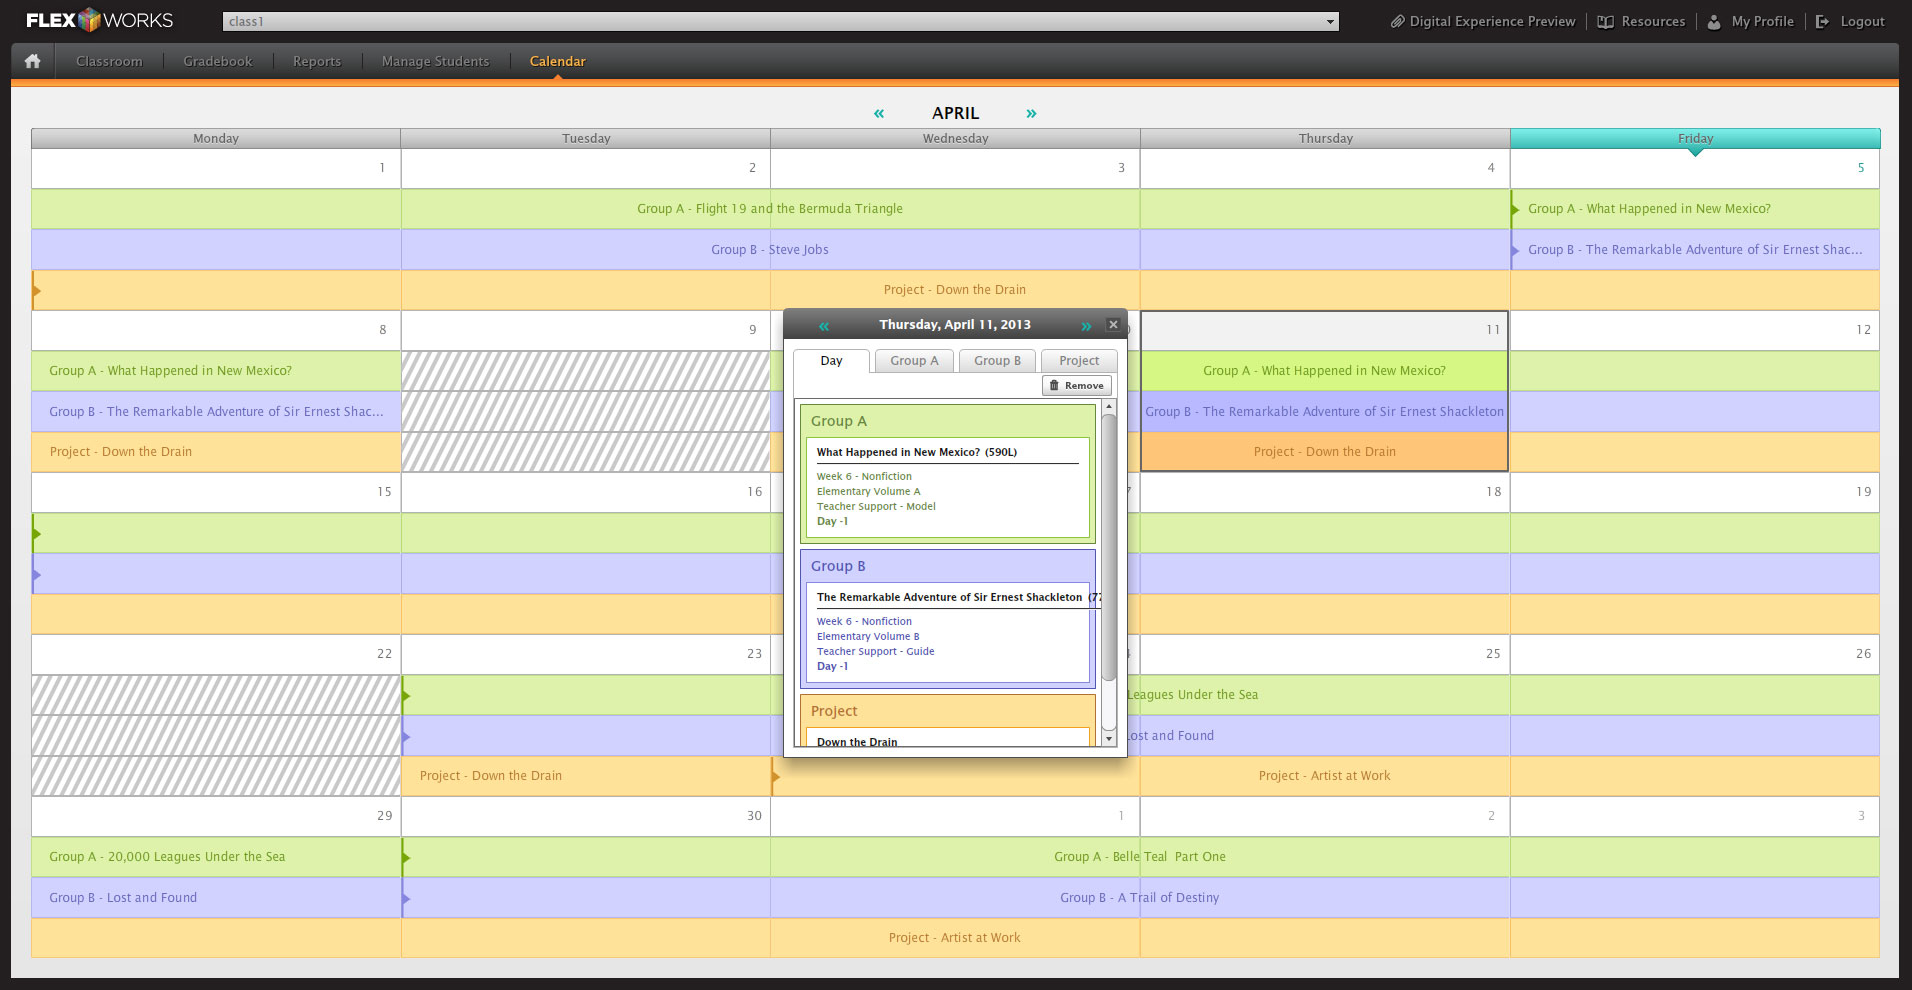 FLEX WORKS
class1
Digital Experience Preview
Resources
My Profile
Logout
Classroom
Gradebook
Reports
Manage Students
Calendar
« APRIL »
Monday Tuesday Wednesday Thursday Friday
1 2 3 4 5
Group A - Flight 19 and the Bermuda Triangle
Group A - What Happened in New Mexico?
Group B - Steve Jobs
Group B - The Remarkable Adventure of Sir Ernest Shac...
Project - Down the Drain
8 9 11 12
Group A - What Happened in New Mexico?
Group A - What Happened in New Mexico?
Group B - The Remarkable Adventure of Sir Ernest Shac...
Group B - The Remarkable Adventure of Sir Ernest Shackleton
Project - Down the Drain
Project - Down the Drain
15 16 18 19
22 23 25 26
Leagues Under the Sea
Lost and Found
Project - Down the Drain
Project - Artist at Work
29 30 1 2 3
Group A - 20,000 Leagues Under the Sea
Group A - Belle Teal Part One
Group B - Lost and Found
Group B - A Trail of Destiny
Project - Artist at Work
« Thursday, April 11, 2013 »
Day
Group A
Group B
Project
Remove
Group A
What Happened in New Mexico? (590L)
Week 6 - Nonfiction
Elementary Volume A
Teacher Support - Model
Day -1
Group B
The Remarkable Adventure of Sir Ernest Shackleton (77
Week 6 - Nonfiction
Elementary Volume B
Teacher Support - Guide
Day -1
Project
Down the Drain